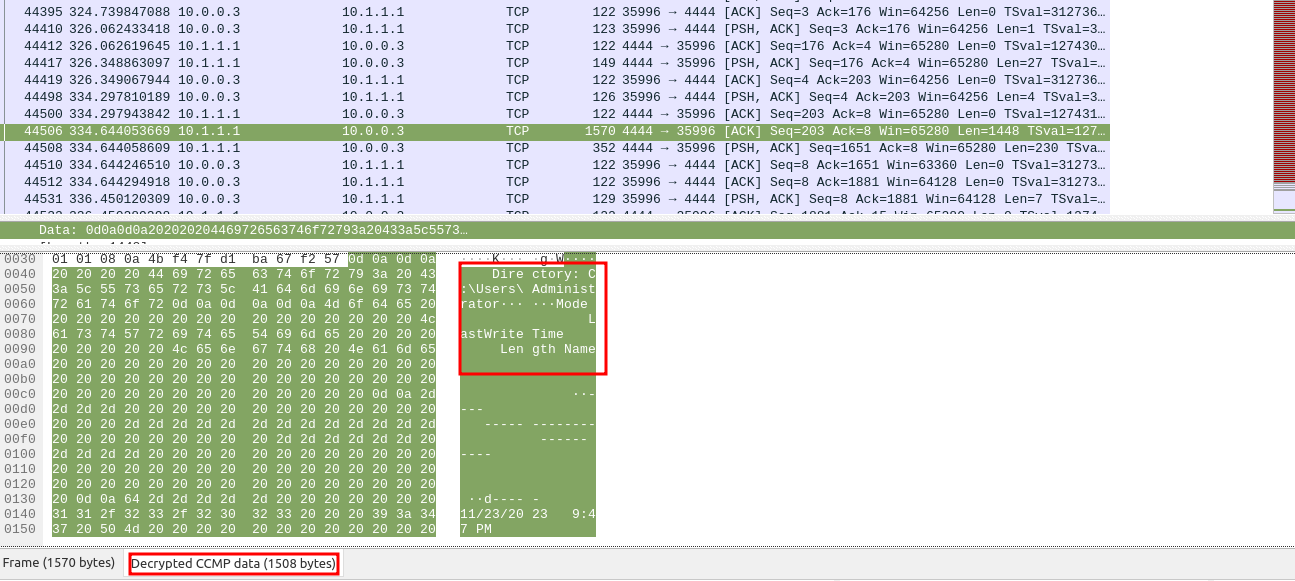 44395 324.739847088 10.0.0.3 10.1.1.1 TCP 122 35996 → 4444 [ACK] Seq=3 Ack=176 Win=64256 Len=0 TSval=312736…
44410 326.062433418 10.0.0.3 10.1.1.1 TCP 123 35996 → 4444 [PSH, ACK] Seq=3 Ack=176 Win=64256 Len=1 TSval=3…
44412 326.062619645 10.1.1.1 10.0.0.3 TCP 122 4444 → 35996 [ACK] Seq=176 Ack=4 Win=65280 Len=0 TSval=127430…
44417 326.348863097 10.1.1.1 10.0.0.3 TCP 149 4444 → 35996 [PSH, ACK] Seq=176 Ack=4 Win=65280 Len=27 TSval=…
44419 326.349067944 10.0.0.3 10.1.1.1 TCP 122 35996 → 4444 [ACK] Seq=4 Ack=203 Win=64256 Len=0 TSval=312736…
44498 334.297810189 10.0.0.3 10.1.1.1 TCP 126 35996 → 4444 [PSH, ACK] Seq=4 Ack=203 Win=64256 Len=4 TSval=3…
44500 334.297943842 10.1.1.1 10.0.0.3 TCP 122 4444 → 35996 [ACK] Seq=203 Ack=8 Win=65280 Len=0 TSval=127431…
44506 334.644053669 10.1.1.1 10.0.0.3 TCP 1570 4444 → 35996 [ACK] Seq=203 Ack=8 Win=65280 Len=1448 TSval=127…
44508 334.644058609 10.1.1.1 10.0.0.3 TCP 352 4444 → 35996 [PSH, ACK] Seq=1651 Ack=8 Win=65280 Len=230 TSva…
44510 334.644246510 10.0.0.3 10.1.1.1 TCP 122 35996 → 4444 [ACK] Seq=8 Ack=1651 Win=63360 Len=0 TSval=31273…
44512 334.644294918 10.0.0.3 10.1.1.1 TCP 122 35996 → 4444 [ACK] Seq=8 Ack=1881 Win=64128 Len=0 TSval=31273…
44531 336.450120309 10.0.0.3 10.1.1.1 TCP 129 35996 → 4444 [PSH, ACK] Seq=8 Ack=1881 Win=64128 Len=7 TSval=…
Data: 0d0a0d0a202020204469726563746f72793a20433a5c5573…
0030 01 01 08 0a 4b f4 7f d1 ba 67 f2 57 0d 0a 0d 0a ····K··· ·g·W····
0040 20 20 20 20 44 69 72 65 63 74 6f 72 79 3a 20 43 Dire ctory: C
0050 3a 5c 55 73 65 72 73 5c 41 64 6d 69 6e 69 73 74 :\Users\ Administ
0060 72 61 74 6f 72 0d 0a 0d 0a 0d 0a 4d 6f 64 65 20 rator··· ···Mode
0070 20 20 20 20 20 20 20 20 20 20 20 20 20 20 20 4c L
0080 61 73 74 57 72 69 74 65 20 54 69 6d 65 20 20 20 20 astWrite Time
0090 20 20 20 20 20 4c 65 6e 67 74 68 20 4e 61 6d 65 Len gth Name
00a0 20 20 20 20 20 20 20 20 20 20 20 20 20 20 20 20
00b0 20 20 20 20 20 20 20 20 20 20 20 20 20 20 20 20
00c0 20 20 20 20 20 20 20 20 20 20 20 20 20 0d 0a 2d ··-
00d0 2d 2d 2d 20 20 20 20 20 20 20 20 20 20 20 20 20 ---
00e0 20 20 20 2d 2d 2d 2d 2d 20 2d 2d 2d 2d 2d 2d 2d ----- --------
00f0 20 20 20 20 20 20 20 20 20 20 2d 2d 2d 2d 2d 2d 20 ------
0100 2d 2d 2d 2d 20 20 20 20 20 20 20 20 20 20 20 20 ----
0110 20 20 20 20 20 20 20 20 20 20 20 20 20 20 20 20
0120 20 20 20 20 20 20 20 20 20 20 20 20 20 20 20 20
0130 20 0d 0a 64 2d 2d 2d 2d 2d 20 20 20 20 20 20 20 ··d---- -
0140 31 31 2f 32 33 2f 32 30 32 33 20 20 20 39 3a 34 11/23/20 23 9:4
0150 37 20 50 4d 20 20 20 20 20 20 20 20 20 20 20 20 7 PM
Frame (1570 bytes) Decrypted CCMP data (1508 bytes)